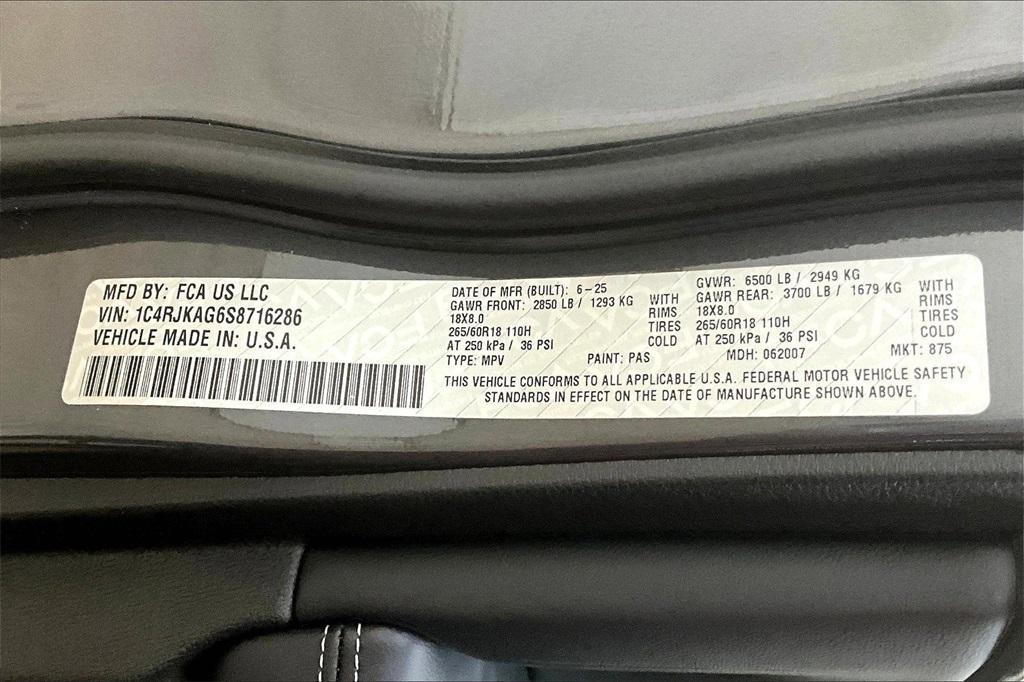 MFD BY: FCA US LLC
VIN: 1C4RJKAG6S8716286
VEHICLE MADE IN: U.S.A.
DATE OF MFR (BUILT): 6-25
GAWR FRONT: 2850 LB / 1293 KG WITH
18X8.0 RIMS
265/60R18 110H TIRES
AT 250 kPa / 36 PSI COLD
TYPE: MPV PAINT: PAS
GVWR: 6500 LB / 2949 KG
GAWR REAR: 3700 LB / 1679 KG WITH
18X8.0 RIMS
265/60R18 110H TIRES
AT 250 kPa / 36 PSI COLD
MDH: 062007 MKT: 875
THIS VEHICLE CONFORMS TO ALL APPLICABLE U.S.A. FEDERAL MOTOR VEHICLE SAFETY
STANDARDS IN EFFECT ON THE DATE OF MANUFACTURE SHOWN ABOVE.